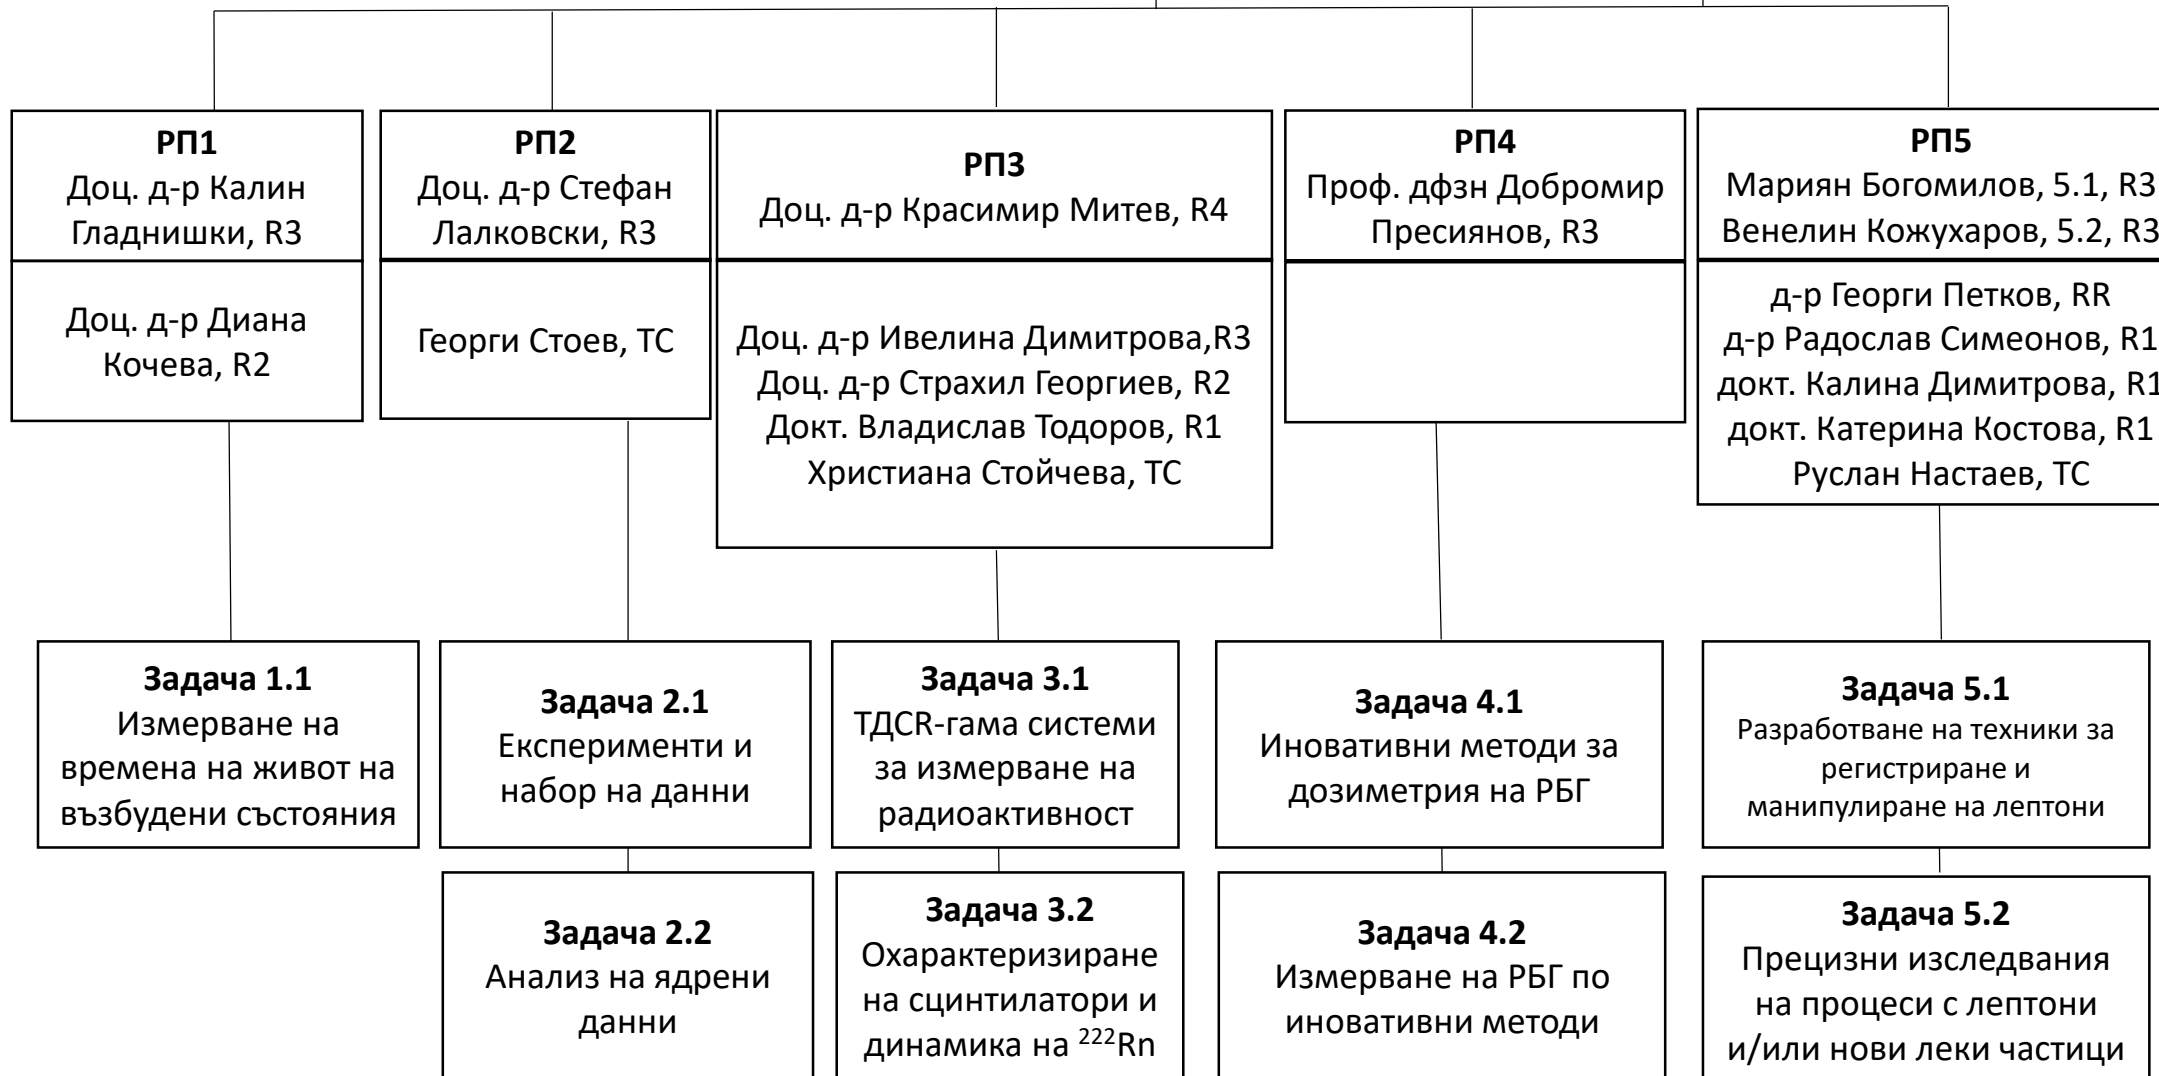 РП1
Доц. д-р Калин
Гладнишки, R3
Доц. д-р Диана
Кочева, R2
РП2
Доц. д-р Стефан
Лалковски, R3
Георги Стоев, ТС
РП3
Доц. д-р Красимир Митев, R4
Доц. д-р Ивелина Димитрова,R3
Доц. д-р Страхил Георгиев, R2
Докт. Владислав Тодоров, R1
Христиана Стойчева, ТС
РП4
Проф. дфзн Добромир
Пресиянов, R3
РП5
Мариян Богомилов, 5.1, R3
Венелин Кожухаров, 5.2, R3
д-р Георги Петков, RR
д-р Радослав Симеонов, R1
докт. Калина Димитрова, R1
докт. Катерина Костова, R1
Руслан Настаев, ТС
Задача 1.1
Измерване на
времена на живот на
възбудени състояния
Задача 2.1
Експерименти и
набор на данни
Задача 3.1
ТДCR-гама системи
за измерване на
радиоактивност
Задача 4.1
Иновативни методи за
дозиметрия на РБГ
Задача 5.1
Разработване на техники за
регистриране и
манипулиране на лептони
Задача 2.2
Анализ на ядрени
данни
Задача 3.2
Охарактеризиране
на сцинтилатори и
динамика на ²²²Rn
Задача 4.2
Измерване на РБГ по
иновативни методи
Задача 5.2
Прецизни изследвания
на процеси с лептони
и/или нови леки частици